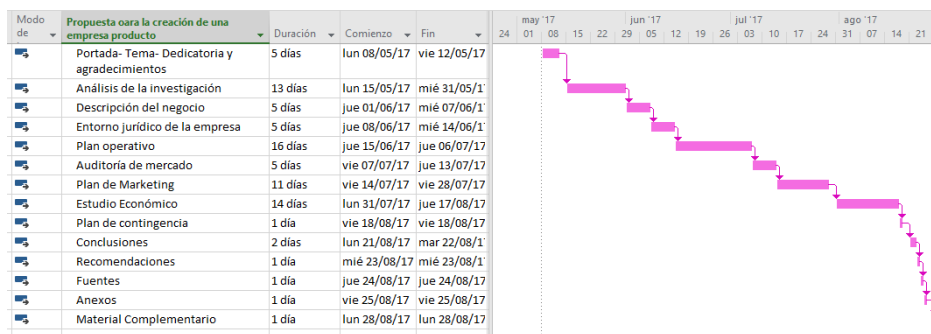 Modo de
Propuesta oara la creación de una empresa producto
Duración
Comienzo
Fin
may '17
jun '17
jul '17
ago '17
24 01 08 15 22 29 05 12 19 26 03 10 17 24 31 07 14 21
Portada- Tema- Dedicatoria y agradecimientos 5 días lun 08/05/17 vie 12/05/17
Análisis de la investigación 13 días lun 15/05/17 mié 31/05/1
Descripción del negocio 5 días jue 01/06/17 mié 07/06/1
Entorno jurídico de la empresa 5 días jue 08/06/17 mié 14/06/1
Plan operativo 16 días jue 15/06/17 jue 06/07/17
Auditoría de mercado 5 días vie 07/07/17 jue 13/07/17
Plan de Marketing 11 días vie 14/07/17 vie 28/07/17
Estudio Económico 14 días lun 31/07/17 jue 17/08/17
Plan de contingencia 1 día vie 18/08/17 vie 18/08/17
Conclusiones 2 días lun 21/08/17 mar 22/08/1
Recomendaciones 1 día mié 23/08/17 mié 23/08/1
Fuentes 1 día jue 24/08/17 jue 24/08/17
Anexos 1 día vie 25/08/17 vie 25/08/17
Material Complementario 1 día lun 28/08/17 lun 28/08/17